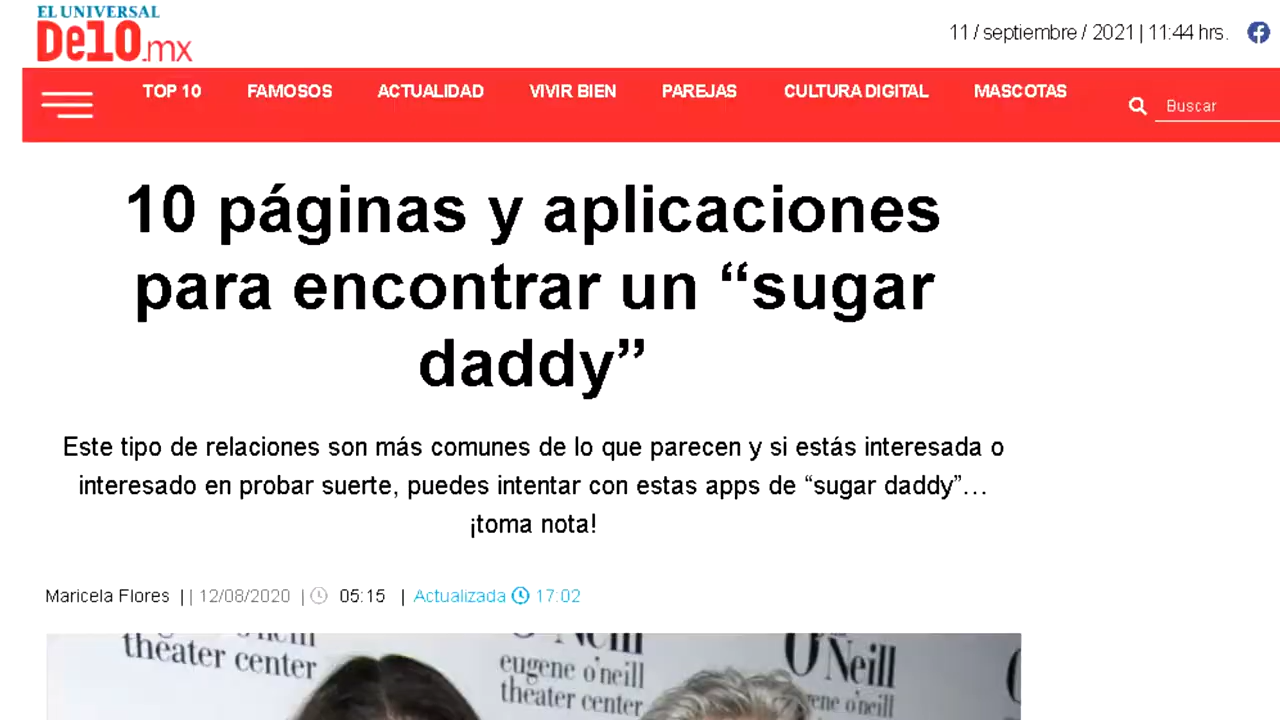 EL UNIVERSAL
De10.mx
11 / septiembre / 2021 | 11:44 hrs.
TOP 10 FAMOSOS ACTUALIDAD VIVIR BIEN PAREJAS CULTURA DIGITAL MASCOTAS
Buscar
10 páginas y aplicaciones
para encontrar un “sugar
daddy”
Este tipo de relaciones son más comunes de lo que parecen y si estás interesada o
interesado en probar suerte, puedes intentar con estas apps de “sugar daddy”…
¡toma nota!
Maricela Flores | | 12/08/2020 | 05:15 | Actualizada 17:02
theater center
O'Neill
eugene o'neill
theater center
O'Neill
ene o'neill